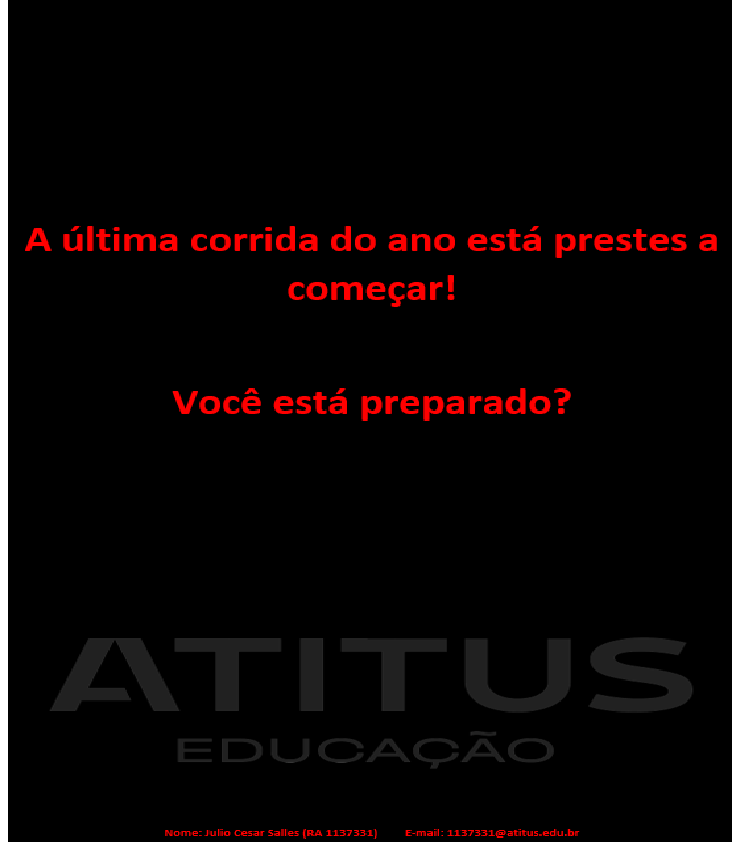 A última corrida do ano está prestes a
começar!
Você está preparado?
ATITUS
EDUCAÇÃO
Nome: Julio Cesar Salles (RA 1137331) E-mail: 1137331@atitus.edu.br